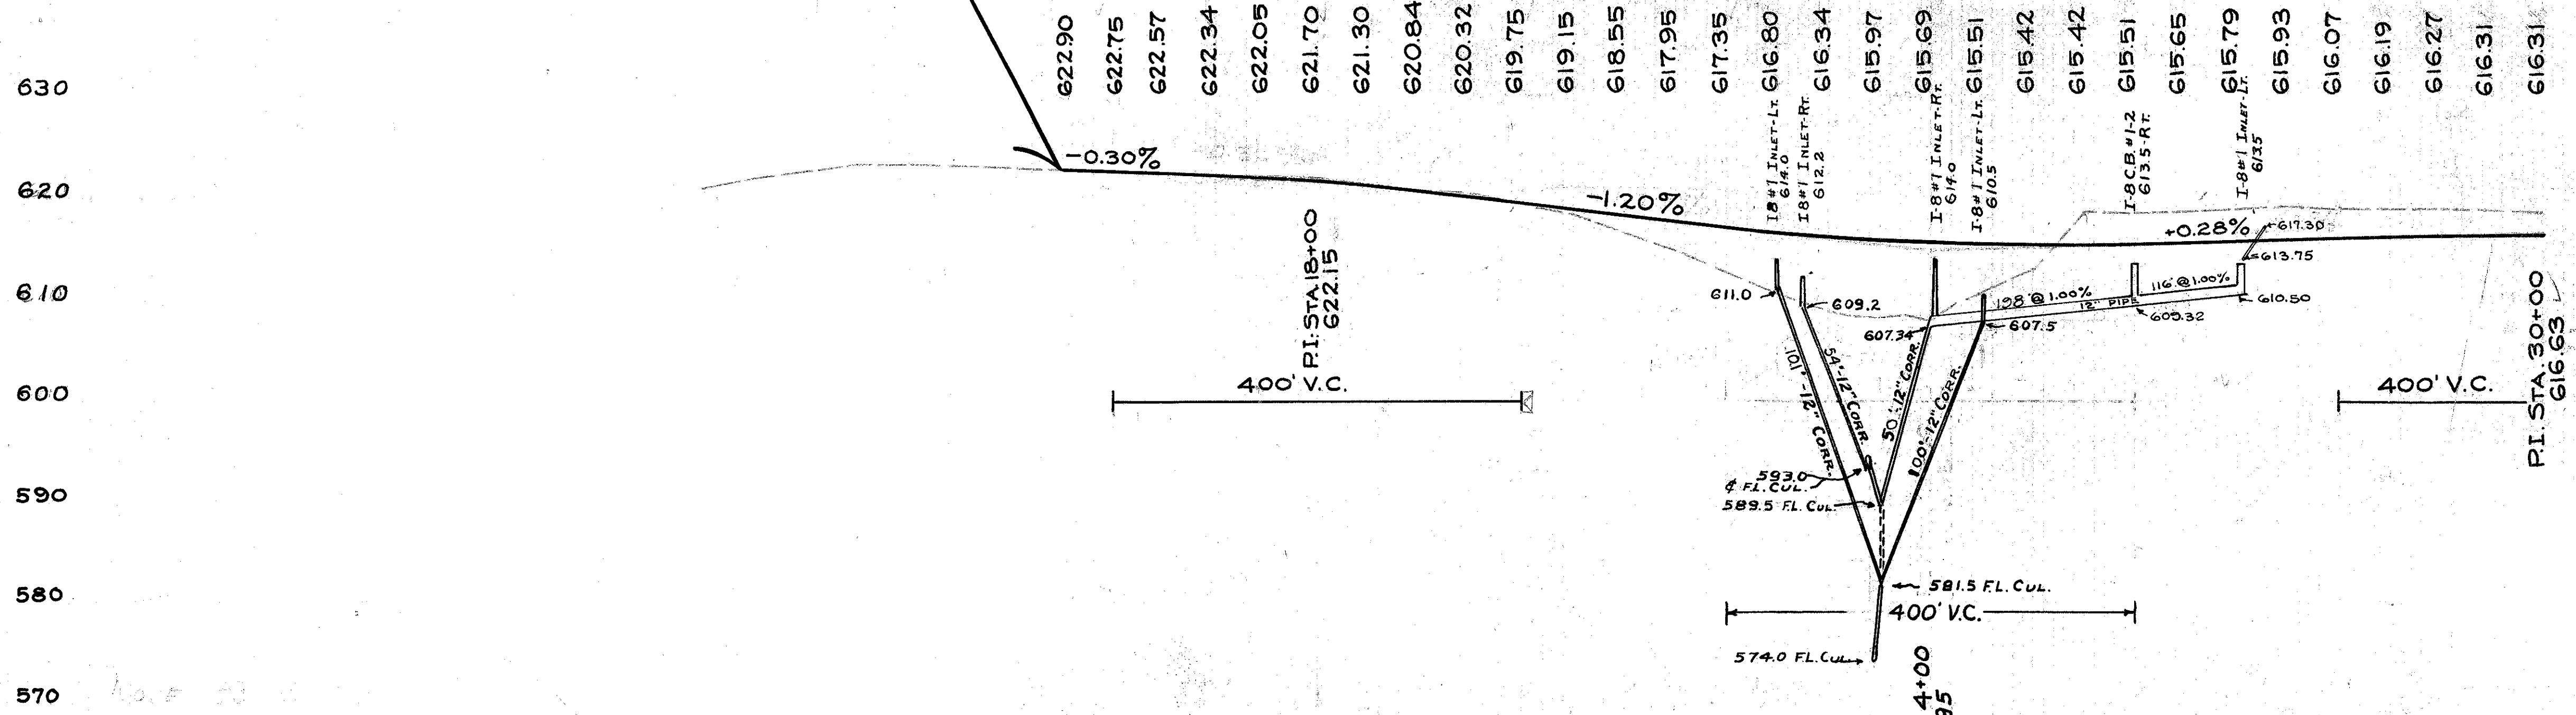 622.90
622.75
622.57
622.34
622.05
621.70
621.30
620.84
620.32
619.75
619.15
618.55
617.95
617.35
616.80
616.34
615.97
615.69
615.51
615.42
615.42
615.51
615.65
615.79
615.93
616.07
616.19
616.27
616.31
616.31
630
620
610
600
590
580
570
-0.30%
-1.20%
+0.28%
I8#7 INLET-LT.
614.0
I8#1 INLET-RT.
612.2
I-8#7 INLET-RT.
614.0
I-8#7 INLET-LT.
610.5
I-8C.B.#1-2
613.5-RT.
I-8#1 INLET-LT.
613.5
617.30
613.75
P.I. STA.18+00
622.15
400' V.C.
611.0
609.2
607.34
607.5
198' @1.00%
12" PIPE
116' @1.00%
609.32
610.50
101'-12" CORR.
54'-12" CORR.
50'-12" CORR.
100'-12" CORR.
593.0
₵ F.L. CUL.
589.5 F.L. CUL.
581.5 F.L. CUL.
400' V.C.
574.0 F.L. CUL.
4+00
95
400' V.C.
P.I. STA. 30+00
616.63